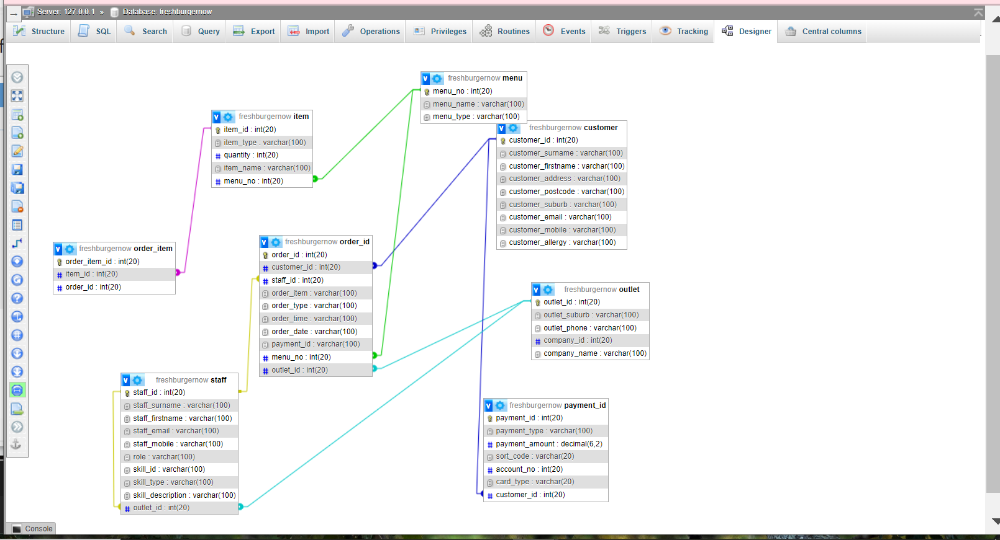 Server: 127.0.0.1 » Database: freshburgernow
Structure SQL Search Query Export Import Operations Privileges Routines Events Triggers Tracking Designer Central columns
freshburgernow menu
menu_no : int(20)
menu_name : varchar(100)
menu_type : varchar(100)
freshburgernow item
item_id : int(20)
item_type : varchar(100)
quantity : int(20)
item_name : varchar(100)
menu_no : int(20)
freshburgernow customer
customer_id : int(20)
customer_surname : varchar(100)
customer_firstname : varchar(100)
customer_address : varchar(100)
customer_postcode : varchar(100)
customer_suburb : varchar(100)
customer_email : varchar(100)
customer_mobile : varchar(100)
customer_allergy : varchar(100)
freshburgernow order_item
order_item_id : int(20)
item_id : int(20)
order_id : int(20)
freshburgernow order_id
order_id : int(20)
customer_id : int(20)
staff_id : int(20)
order_item : varchar(100)
order_type : varchar(100)
order_time : varchar(100)
order_date : varchar(100)
payment_id : varchar(100)
menu_no : int(20)
outlet_id : int(20)
freshburgernow outlet
outlet_id : int(20)
outlet_suburb : varchar(100)
outlet_phone : varchar(100)
company_id : int(20)
company_name : varchar(100)
freshburgernow staff
staff_id : int(20)
staff_surname : varchar(100)
staff_firstname : varchar(100)
staff_email : varchar(100)
staff_mobile : varchar(100)
role : varchar(100)
skill_id : varchar(100)
skill_type : varchar(100)
skill_description : varchar(100)
outlet_id : int(20)
freshburgernow payment_id
payment_id : int(20)
payment_type : varchar(100)
payment_amount : decimal(6,2)
sort_code : varchar(20)
account_no : int(20)
card_type : varchar(20)
customer_id : int(20)
Console